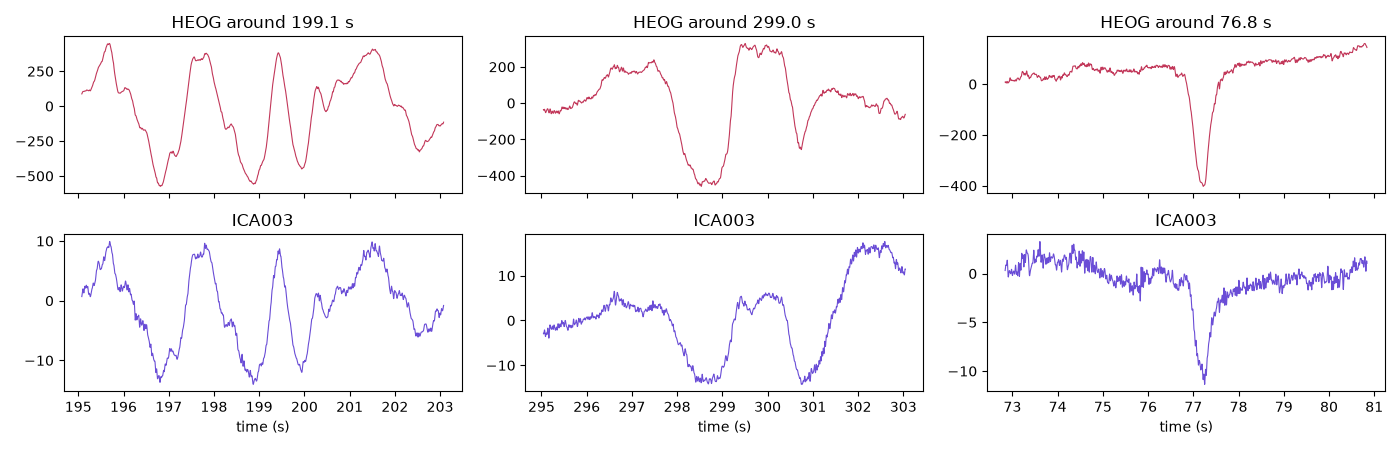 HEOG around 199.1 s
HEOG around 299.0 s
HEOG around 76.8 s
250
0
−250
−500
200
0
−200
−400
0
−200
−400
ICA003
ICA003
ICA003
10
0
−10
10
0
−10
0
−5
−10
195 196 197 198 199 200 201 202 203
295 296 297 298 299 300 301 302 303
73 74 75 76 77 78 79 80 81
time (s)
time (s)
time (s)